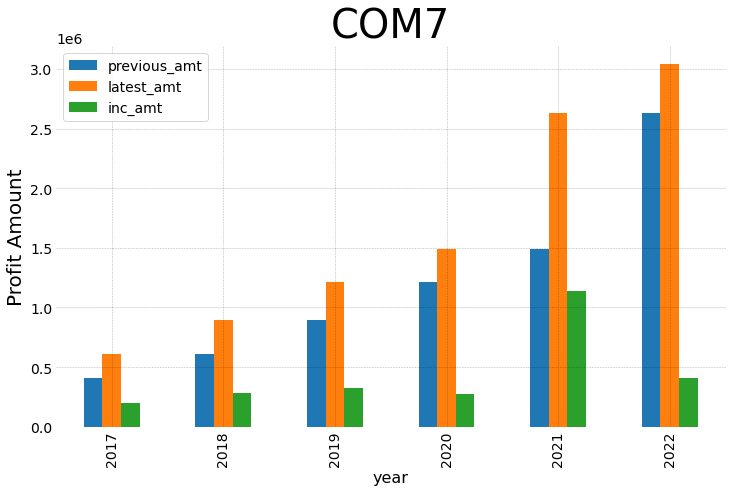 COM7
1e6
previous_amt
latest_amt
inc_amt
Profit Amount
3.0
2.5
2.0
1.5
1.0
0.5
0.0
2017
2018
2019
2020
2021
2022
year